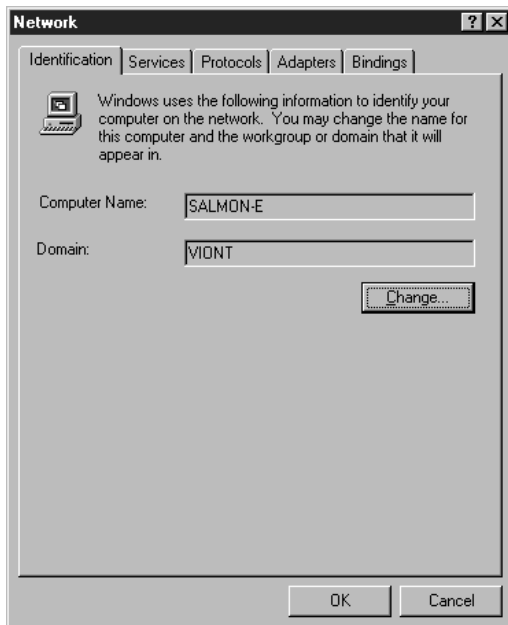 Network
Identification Services Protocols Adapters Bindings
Windows uses the following information to identify your
computer on the network. You may change the name for
this computer and the workgroup or domain that it will
appear in.
Computer Name: SALMON-E
Domain: VIONT
Change...
OK Cancel